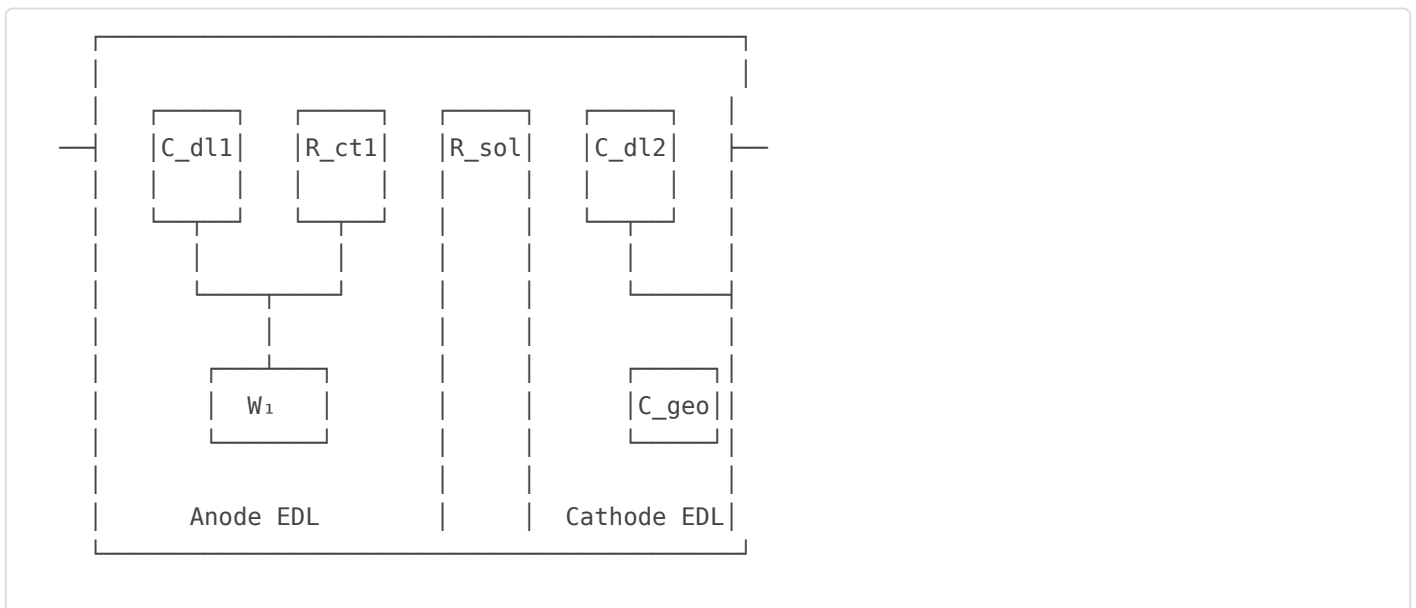 C_dl1 R_ct1 R_sol C_dl2
W₁ C_geo
Anode EDL Cathode EDL